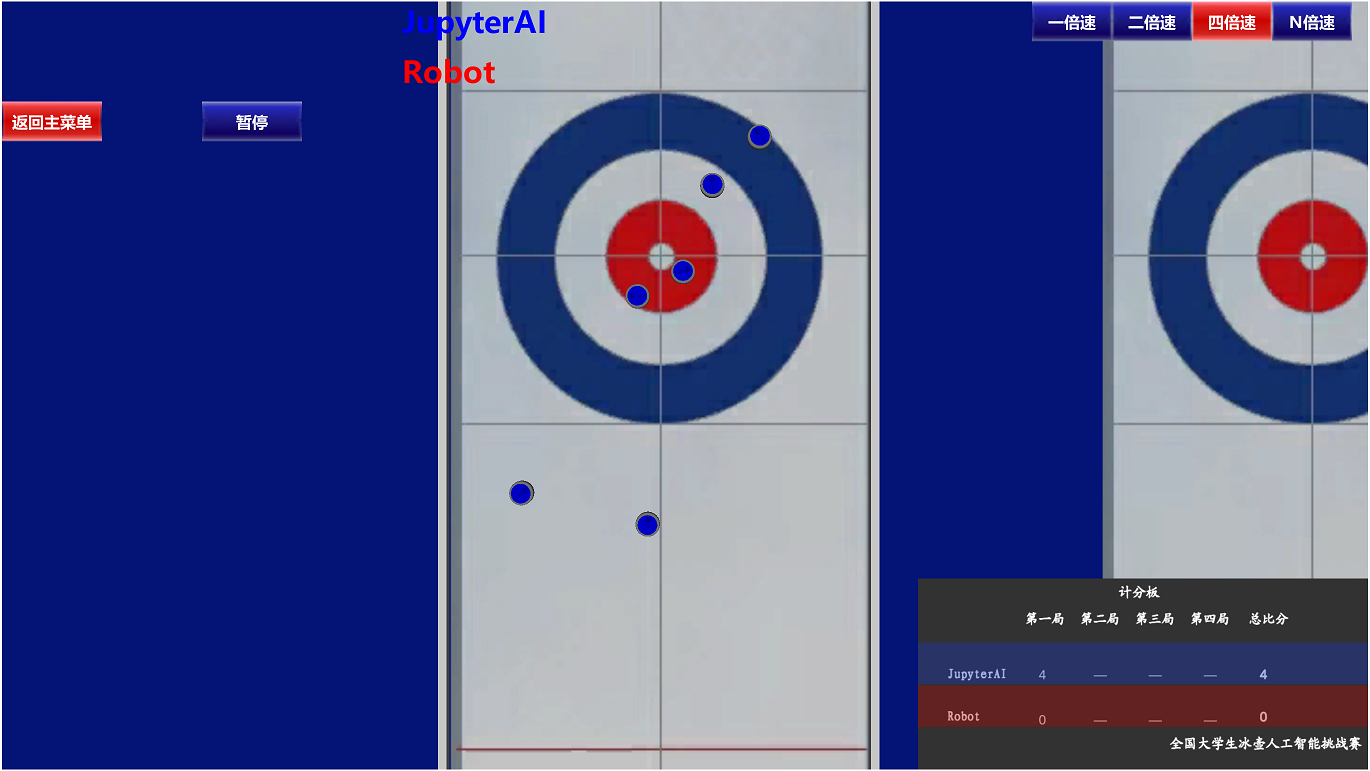 JupyterAI
Robot
一倍速 二倍速 四倍速 N倍速
返回主菜单 暂停
计分板
第一局 第二局 第三局 第四局 总比分
JupyterAI 4 — — — 4
Robot 0 — — — 0
全国大学生冰壶人工智能挑战赛